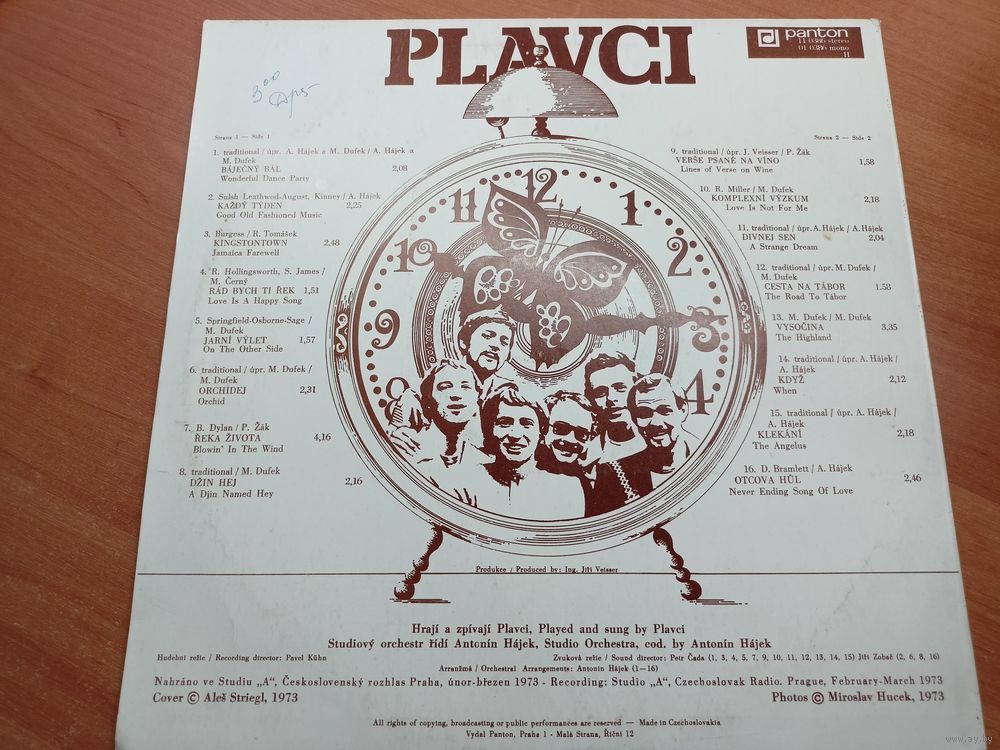 PLAVCI
panton
11 0386 stereo
01 0386 mono
H
300
Strana 1 — Side 1
1. traditional / úpr. A. Hájek a M. Dufek / A. Hájek a
M. Dufek
BÁJEČNÝ BÁL 2,08
Wonderful Dance Party
2. Sulsh Leathwod-August, Kinney / A. Hájek
KAŽDÝ TÝDEN 2,25
Good Old Fashioned Music
3. Burgess / R. Tomášek
KINGSTONTOWN 2,48
Jamaica Farewell
4. R. Hollingsworth, S. James /
M. Černý
RÁD BYCH TI ŘEK 1,51
Love Is A Happy Song
5. Springfield-Osborne-Sage /
M. Dufek
JARNÍ VÝLET 1,57
On The Other Side
6. traditional / úpr. M. Dufek /
M. Dufek
ORCHIDEJ 2,31
Orchid
7. B. Dylan / P. Žák
ŘEKA ŽIVOTA 4,16
Blowin' In The Wind
8. traditional / M. Dufek
DŽIN HEJ 2,16
A Djin Named Hey
11 12 1
10 2
9 3
8 4
Strana 2 — Side 2
9. traditional / úpr. J. Veisser / P. Žák
VERŠE PSANÉ NA VÍNO 1,58
Lines of Verse on Wine
10. R. Miller / M. Dufek
KOMPLEXNÍ VÝZKUM 2,18
Love Is Not For Me
11. traditional / úpr. A. Hájek / A. Hájek
DIVNEJ SEN 2,04
A Strange Dream
12. traditional / úpr. M. Dufek /
M. Dufek
CESTA NA TÁBOR 1.58
The Road To Tábor
13. M. Dufek / M. Dufek
VYSOČINA 3,35
The Highland
14. traditional / úpr. A. Hájek /
A. Hájek
KDYŽ 2,12
When
15. traditional / úpr. A. Hájek /
A. Hájek
KLEKÁNÍ 2,18
The Angelus
16. D. Bramlett / A. Hájek
OTCOVA HŮL 2,46
Never Ending Song Of Love
Produkce / Produced by: Ing. Jiří Veisser
Hrají a zpívají Plavci, Played and sung by Plavci
Studiový orchestr řídí Antonín Hájek, Studio Orchestra, cod. by Antonín Hájek
Hudební režie / Recording director: Pavel Kühn Zvuková režie / Sound director: Petr Čada (1, 3, 4, 5, 7, 9, 10, 11, 12, 13, 14, 15) Jiří Zobač (2, 6, 8, 16)
Aranžmá / Orchestral Arrangements: Antonín Hájek (1—16)
Nahráno ve Studiu „A“, Československý rozhlas Praha, únor-březen 1973 - Recording: Studio „A“, Czechoslovak Radio. Prague, February-March 1973
Cover © Aleš Striegl, 1973 Photos © Miroslav Hucek, 1973
All rights of copying, broadcasting or public performances are reserved — Made in Czechoslovakia
Vydal Panton, Praha 1 - Malá Strana, Říční 12
www.ay.by